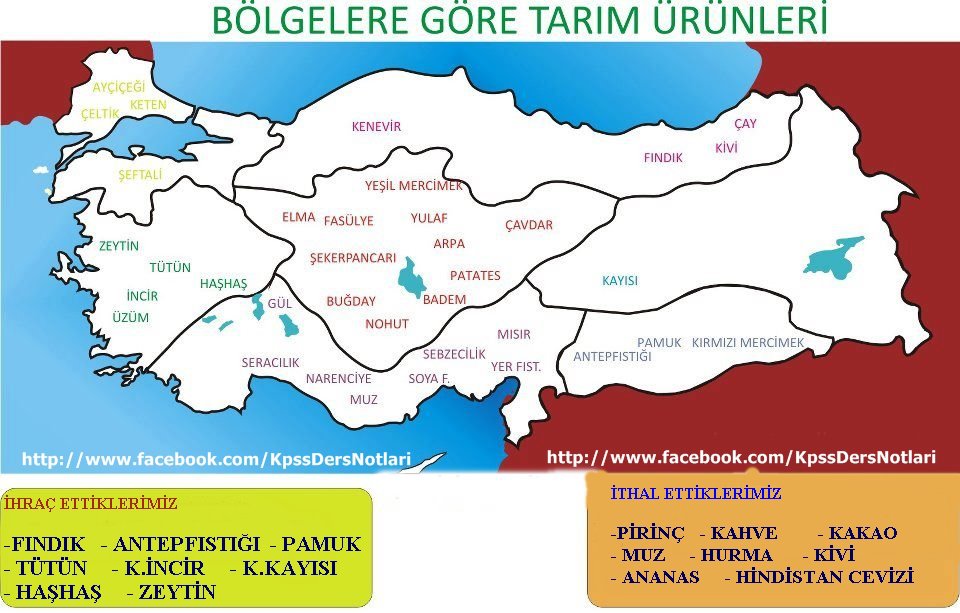 BÖLGELERE GÖRE TARIM ÜRÜNLERİ
AYÇİÇEĞİ
ÇELTİK KETEN
ŞEFTALİ
KENEVİR
ÇAY
FINDIK KİVİ
YEŞİL MERCİMEK
ELMA FASÜLYE YULAF ÇAVDAR
ARPA
ŞEKERPANCARI
PATATES
BUĞDAY BADEM
NOHUT
ZEYTİN
TÜTÜN
HAŞHAŞ
İNCİR
ÜZÜM
KAYISI
GÜL
MISIR
SERACILIK SEBZECİLİK
NARENCİYE SOYA F. YER FIST.
MUZ
PAMUK KIRMIZI MERCİMEK
ANTEPFISTIĞI
http://www.facebook.com/KpssDersNotlari
http://www.facebook.com/KpssDersNotlari
İHRAÇ ETTİKLERİMİZ
-FINDIK - ANTEPFISTIĞI - PAMUK
- TÜTÜN - K.İNCİR - K.KAYISI
- HAŞHAŞ - ZEYTİN
İTHAL ETTİKLERİMİZ
-PİRİNÇ - KAHVE - KAKAO
- MUZ - HURMA - KİVİ
- ANANAS - HİNDİSTAN CEVİZİ